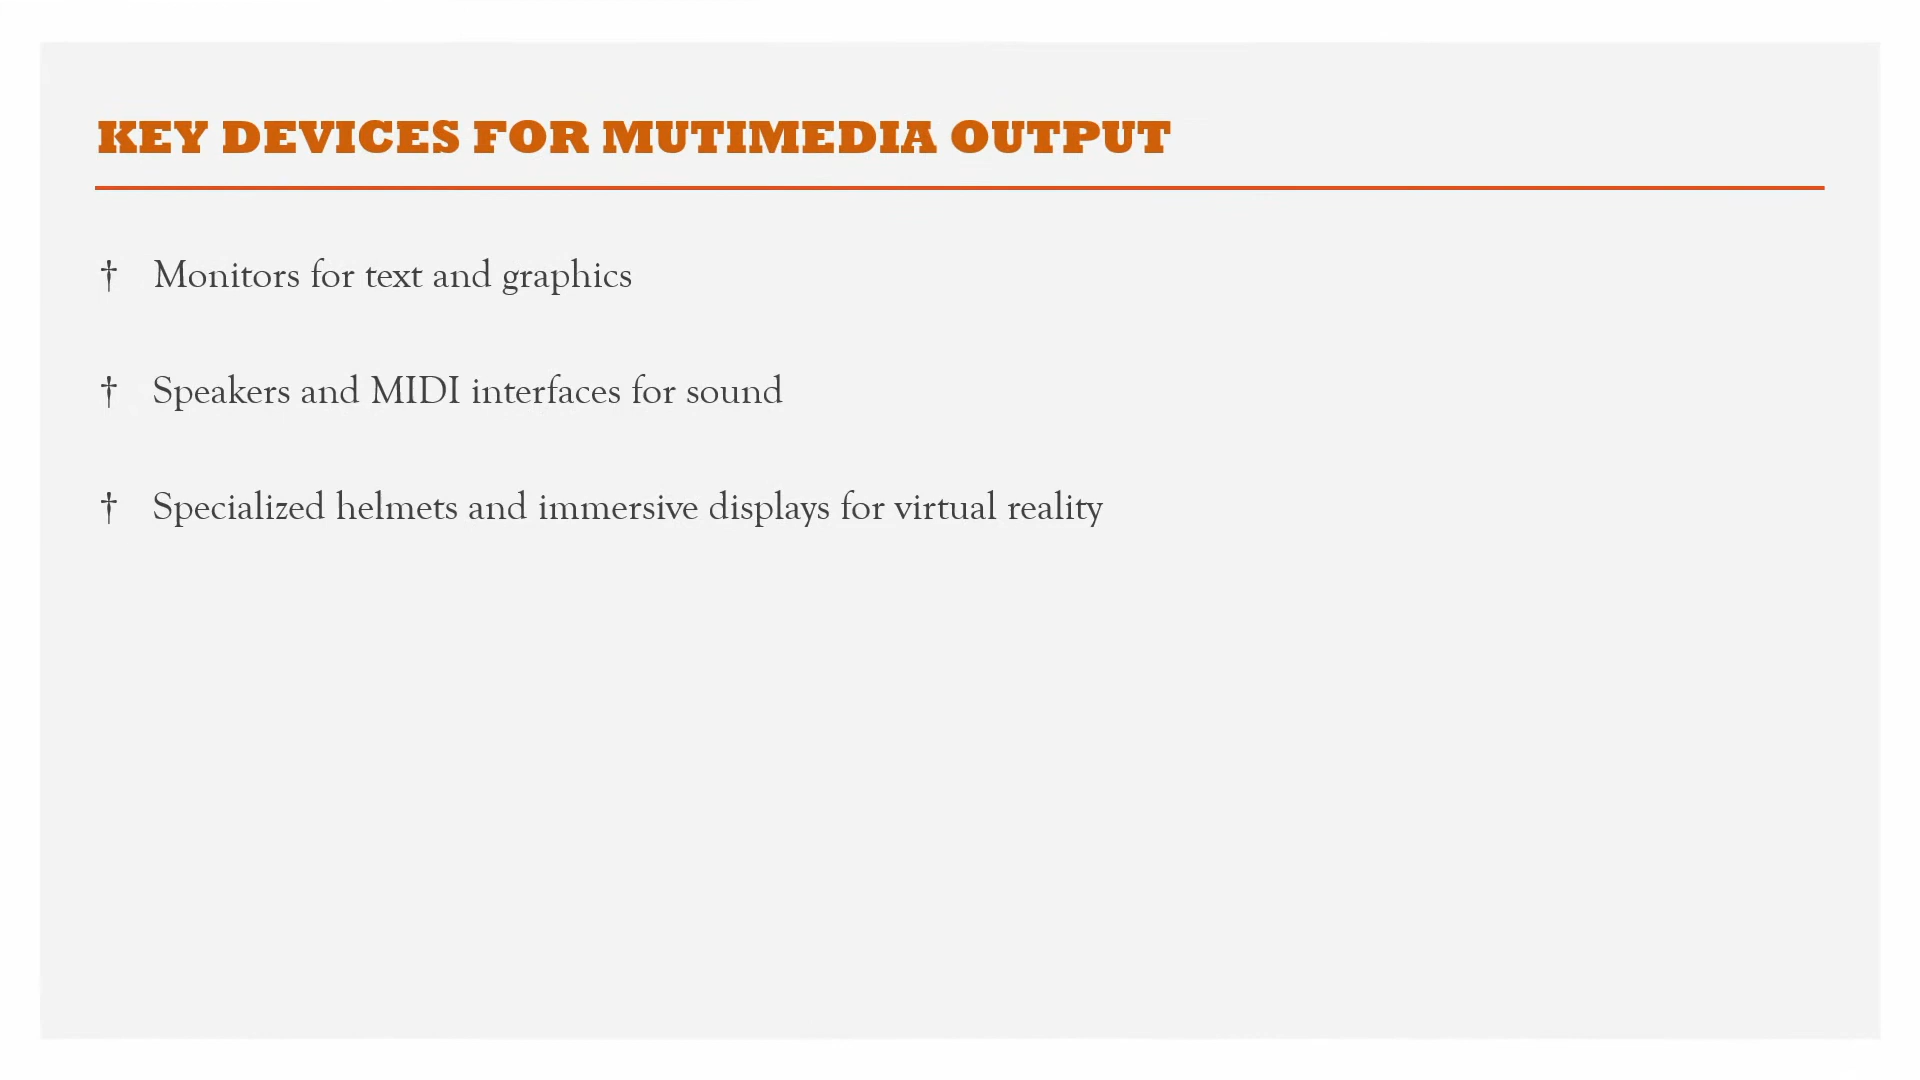 KEY DEVICES FOR MUTIMEDIA OUTPUT
† Monitors for text and graphics
† Speakers and MIDI interfaces for sound
† Specialized helmets and immersive displays for virtual reality